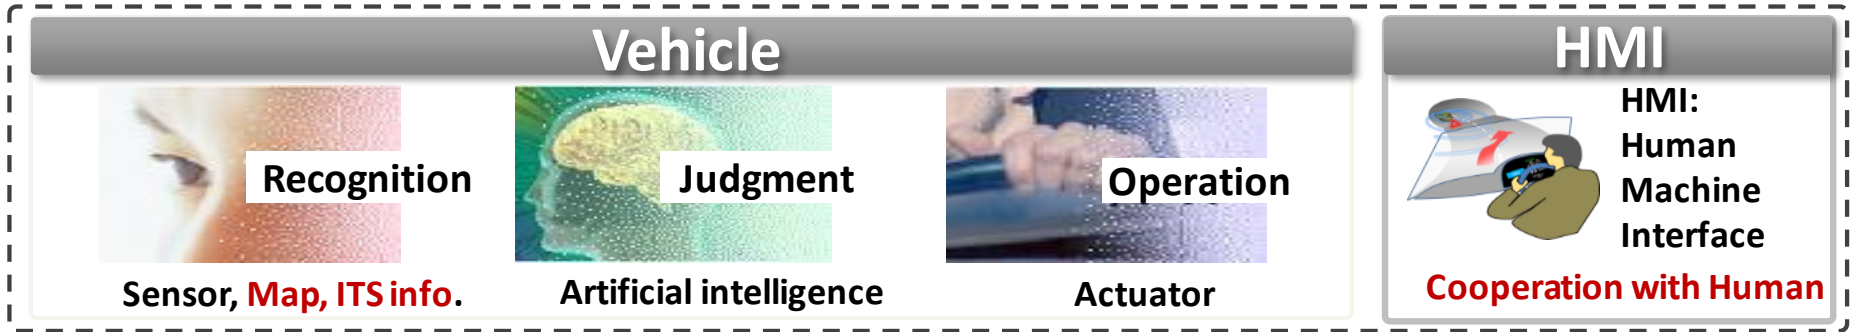 Vehicle
Recognition
Judgment
Operation
Sensor, Map, ITS info.
Artificial intelligence
Actuator
HMI
HMI:
Human
Machine
Interface
Cooperation with Human